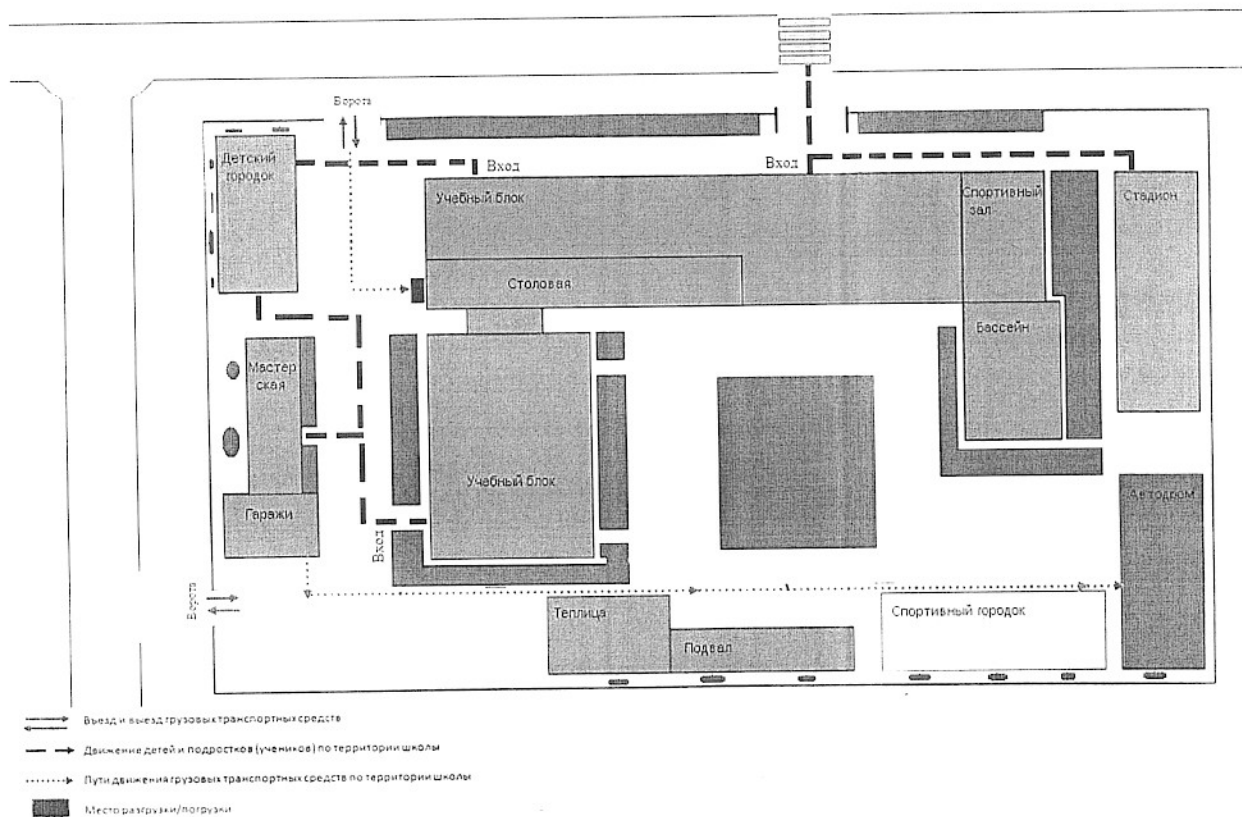 Ворота
Детский
городок
Вход
Вход
Учебный блок
Спортивный
зал
Стадион
Столовая
Бассейн
Мастер
ская
Учебный блок
Гаражи
Автодром
Вход
Ворота
Теплица
Спортивный городок
Подвал
Въезд и выезд грузовых транспортных средств
Движение детей и подростков (учеников) по территории школы
Пути движения грузовых транспортных средств по территории школы
Место разгрузки/погрузки